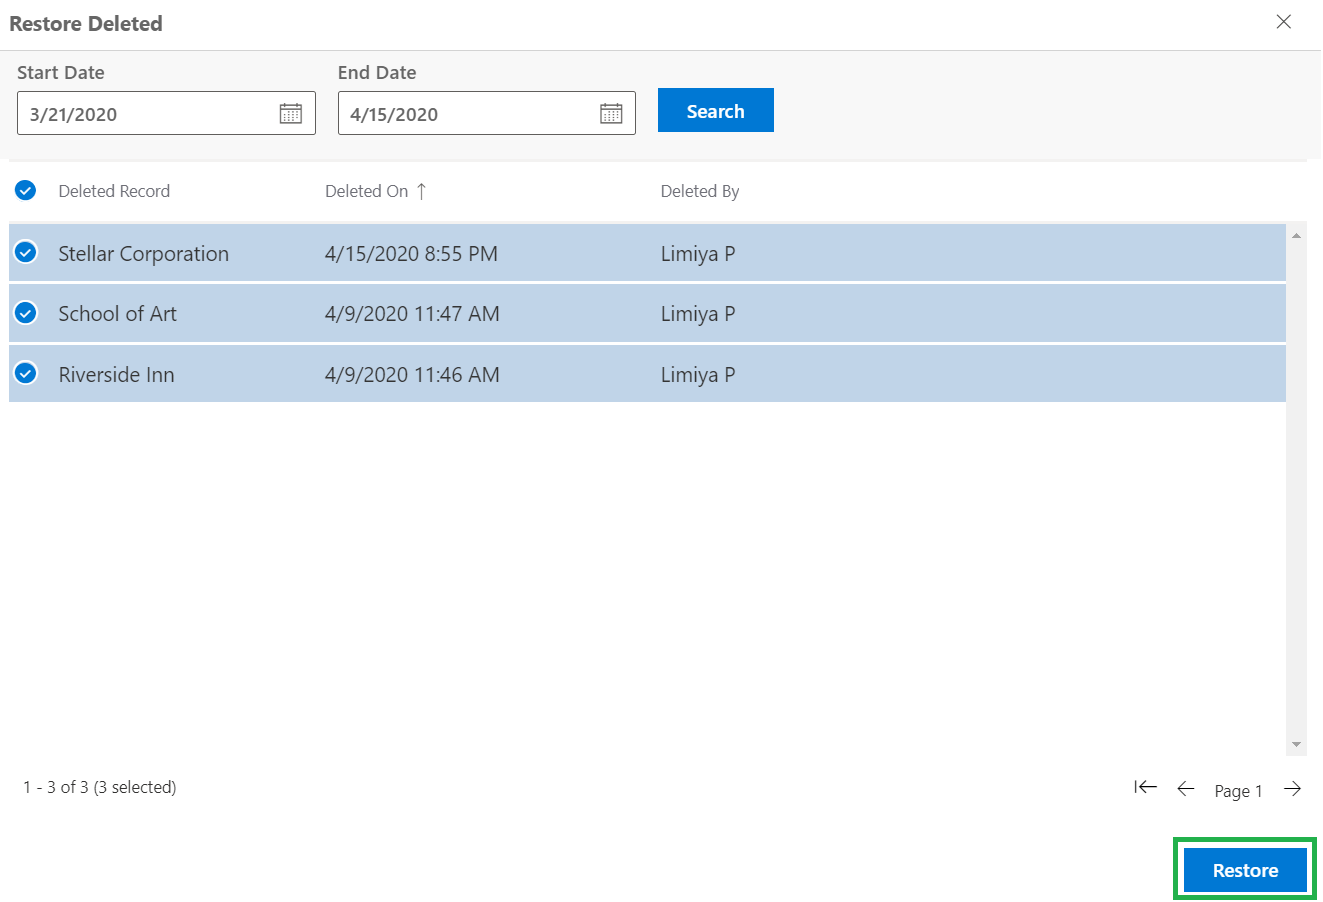 Restore Deleted
Start Date End Date
3/21/2020 4/15/2020 Search
Deleted Record Deleted On ↑ Deleted By
Stellar Corporation 4/15/2020 8:55 PM Limiya P
School of Art 4/9/2020 11:47 AM Limiya P
Riverside Inn 4/9/2020 11:46 AM Limiya P
1 - 3 of 3 (3 selected) Page 1
Restore